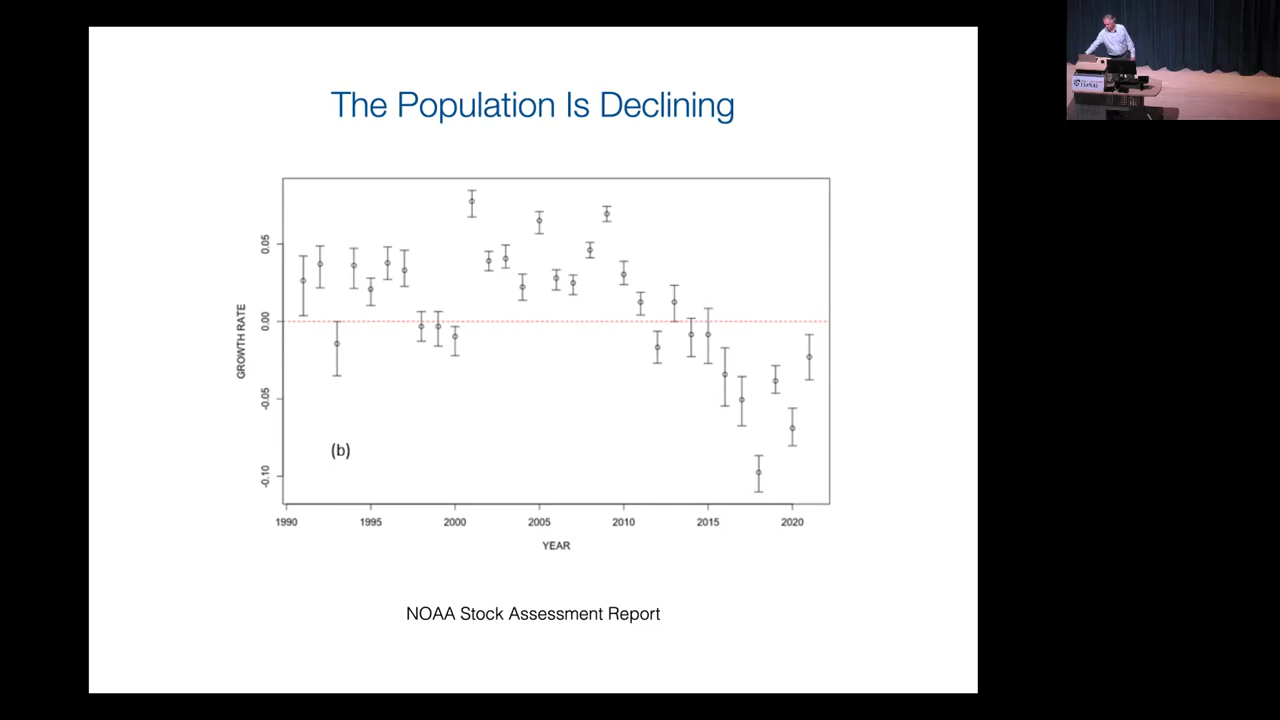 The Population Is Declining
GROWTH RATE
0.05
0.00
-0.05
-0.10
(b)
1990 1995 2000 2005 2010 2015 2020
YEAR
NOAA Stock Assessment Report